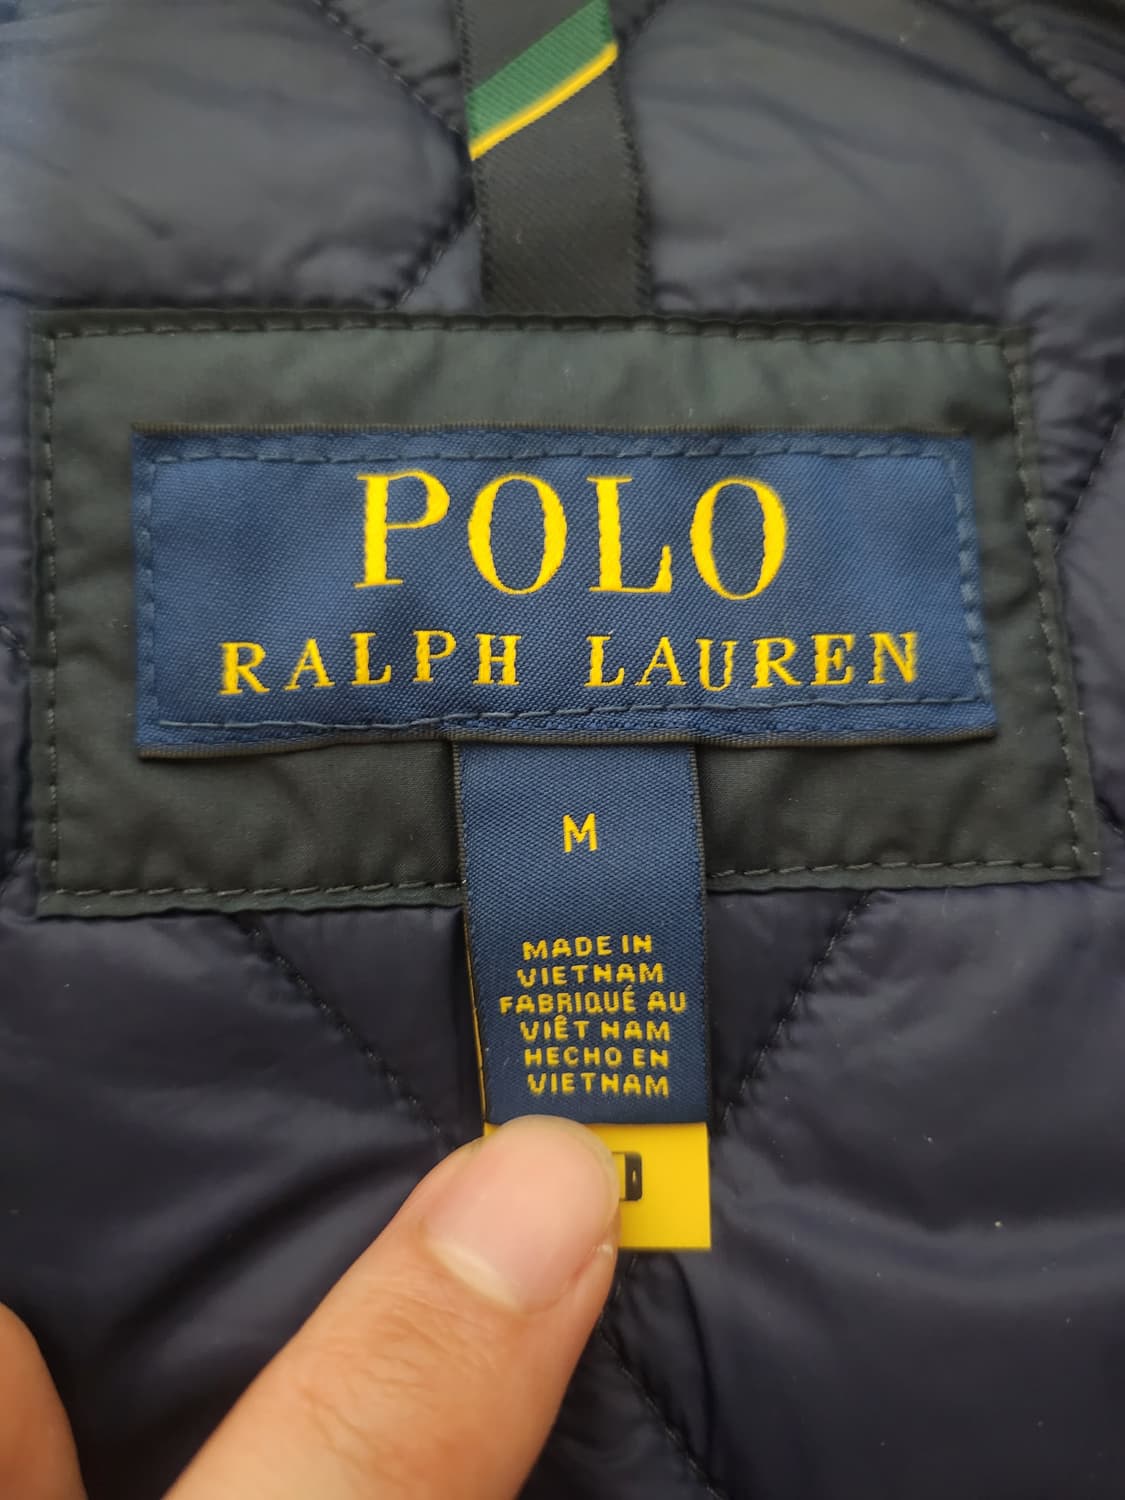 POLO
RALPH LAUREN
M
MADE IN
VIETNAM
FABRIQUÉ AU
VIÊT NAM
HECHO EN
VIETNAM